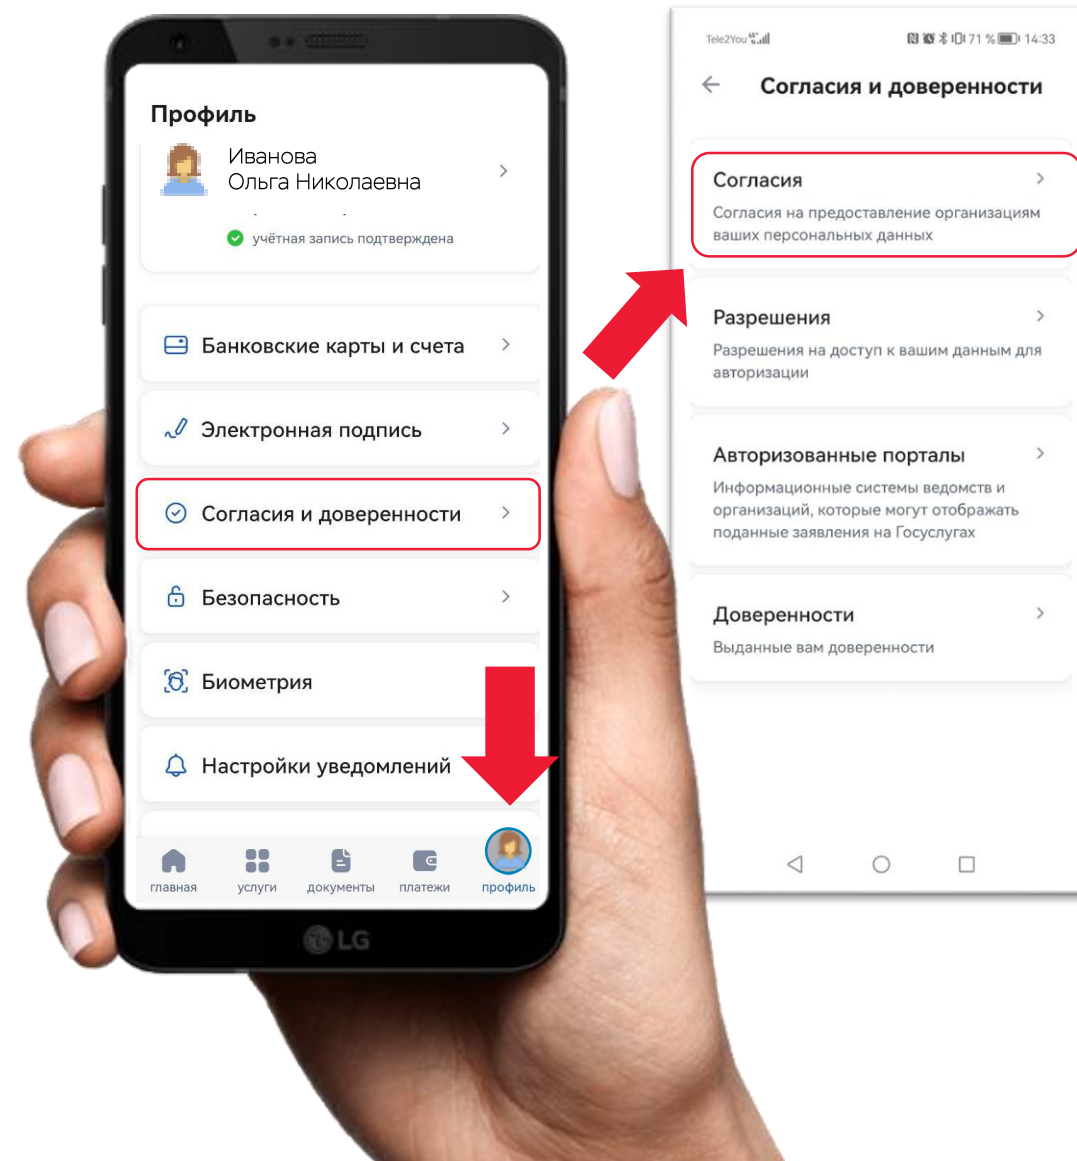 Профиль
Иванова
Ольга Николаевна
учётная запись подтверждена
Банковские карты и счета
Электронная подпись
Согласия и доверенности
Безопасность
Биометрия
Настройки уведомлений
главная
услуги
документы
платежи
профиль
LG
Tele2You
71 %
14:33
Согласия и доверенности
Согласия
Согласия на предоставление организациям
ваших персональных данных
Разрешения
Разрешения на доступ к вашим данным для
авторизации
Авторизованные порталы
Информационные системы ведомств и
организаций, которые могут отображать
поданные заявления на Госуслугах
Доверенности
Выданные вам доверенности